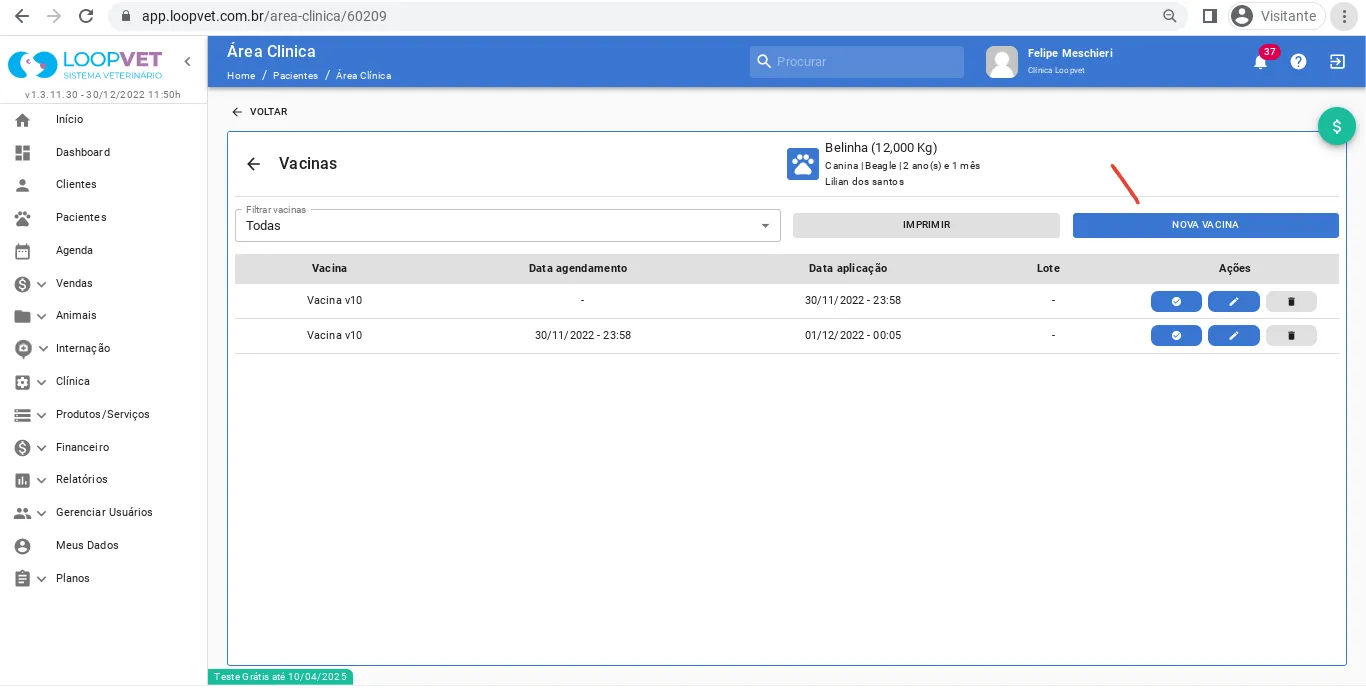 app.loopvet.com.br/area-clinica/60209
Visitante
LOOPVET
SISTEMA VETERINÁRIO
v1.3.11.30 - 30/12/2022 11:50h
Início
Dashboard
Clientes
Pacientes
Agenda
Vendas
Animais
Internação
Clínica
Produtos/Serviços
Financeiro
Relatórios
Gerenciar Usuários
Meus Dados
Planos
Área Clinica
Home / Pacientes / Área Clínica
Procurar
Felipe Meschieri
Clínica Loopvet
37
VOLTAR
$
Vacinas
Belinha (12,000 Kg)
Canina | Beagle | 2 ano(s) e 1 mês
Lilian dos santos
Filtrar vacinas
Todas
IMPRIMIR
NOVA VACINA
Vacina Data agendamento Data aplicação Lote Ações
Vacina v10 - 30/11/2022 - 23:58 -
Vacina v10 30/11/2022 - 23:58 01/12/2022 - 00:05 -
Teste Grátis até 10/04/2025